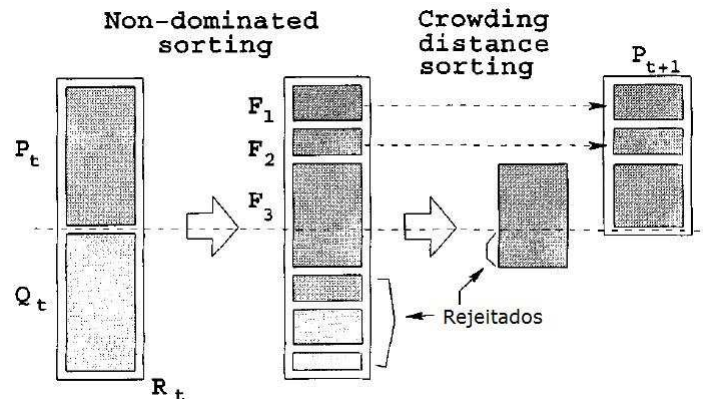 Non-dominated
sorting
Crowding
distance
sorting
P t+1
F 1
P t
F 2
F 3
Q t
Rejeitados
R t